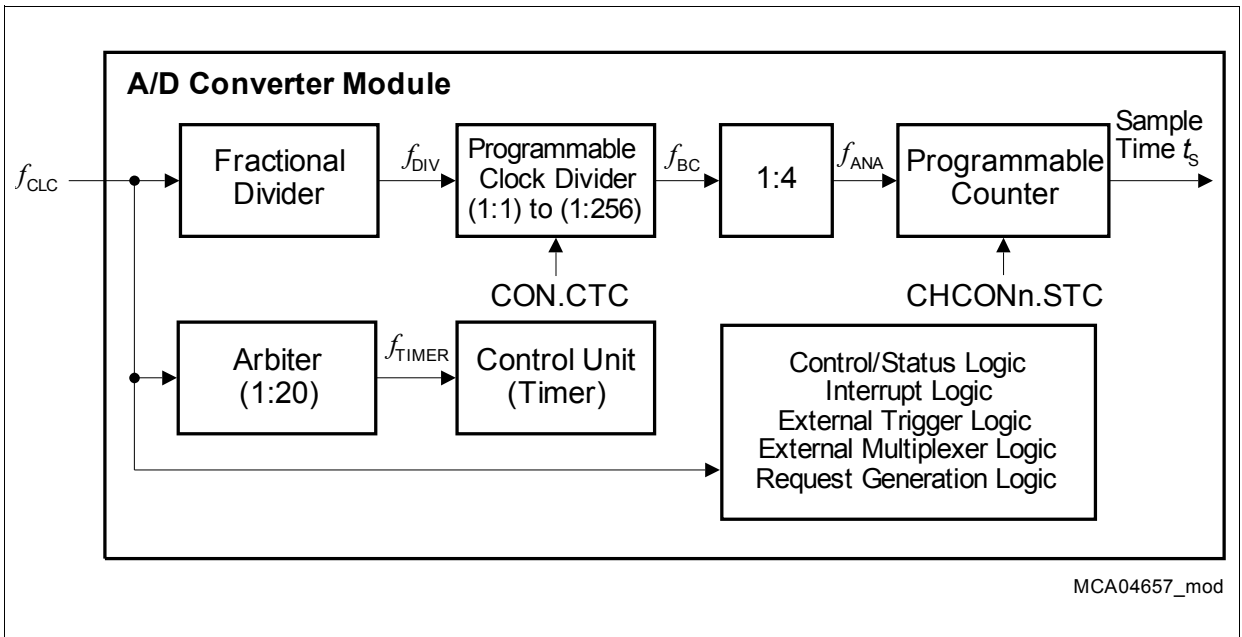 A/D Converter Module
fCLC
Fractional
Divider
fDIV
Programmable
Clock Divider
(1:1) to (1:256)
fBC
1:4
fANA
Programmable
Counter
Sample
Time tS
CON.CTC
CHCONn.STC
Arbiter
(1:20)
fTIMER
Control Unit
(Timer)
Control/Status Logic
Interrupt Logic
External Trigger Logic
External Multiplexer Logic
Request Generation Logic
MCA04657_mod